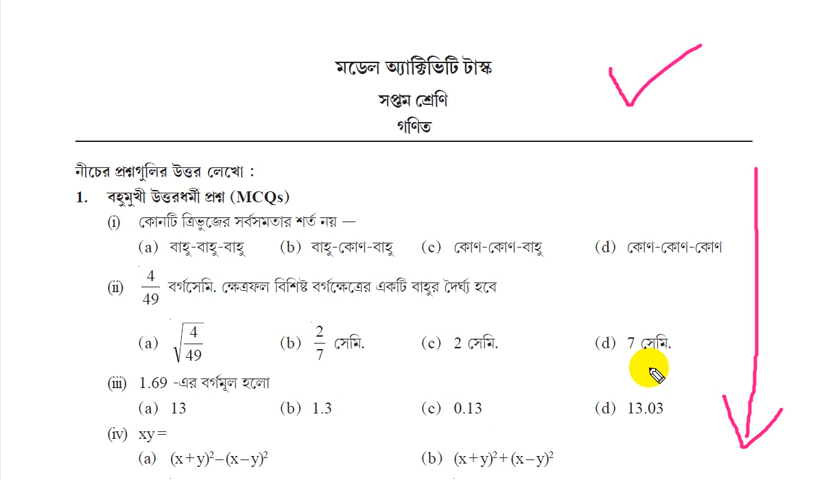 মডেল অ্যাক্টিভিটি টাস্ক
সপ্তম শ্রেণি
গণিত
নীচের প্রশ্নগুলির উত্তর লেখো :
1. বহুমুখী উত্তরধর্মী প্রশ্ন (MCQs)
(i) কোনটি ত্রিভুজের সর্বসমতার শর্ত নয় —
(a) বাহু-বাহু-বাহু (b) বাহু-কোণ-বাহু (c) কোণ-কোণ-বাহু (d) কোণ-কোণ-কোণ
(ii) 4/49 বর্গসেমি. ক্ষেত্রফল বিশিষ্ট বর্গক্ষেত্রের একটি বাহুর দৈর্ঘ্য হবে
(a) √(4/49) (b) 2/7 সেমি. (c) 2 সেমি. (d) 7 সেমি.
(iii) 1.69 -এর বর্গমূল হলো
(a) 13 (b) 1.3 (c) 0.13 (d) 13.03
(iv) xy=
(a) (x+y)²–(x–y)² (b) (x+y)²+(x–y)²